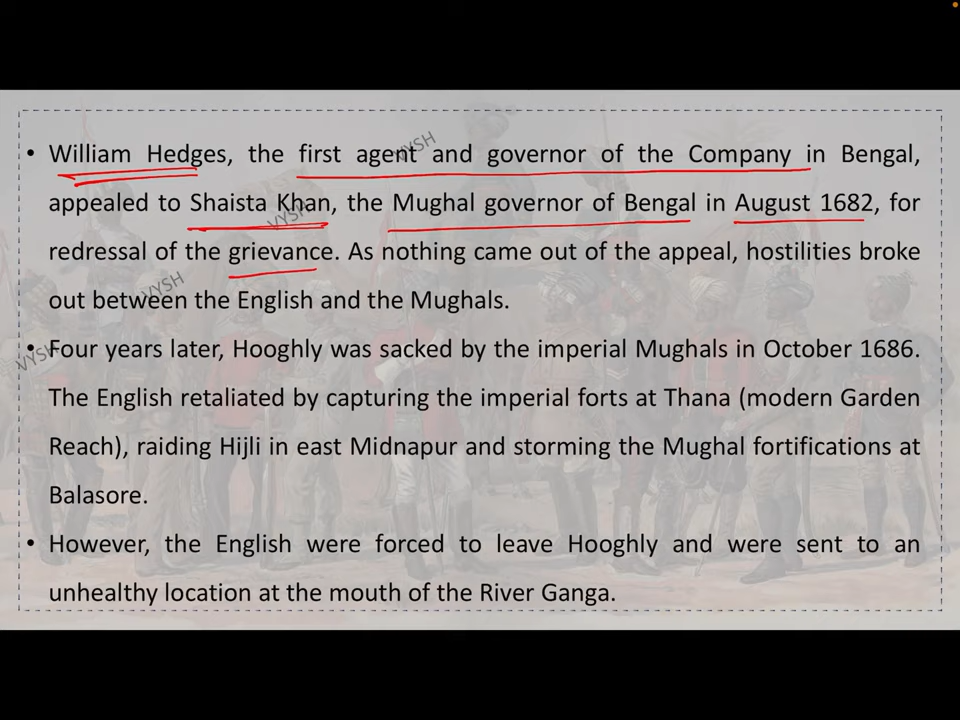 • William Hedges, the first agent and governor of the Company in Bengal,
appealed to Shaista Khan, the Mughal governor of Bengal in August 1682, for
redressal of the grievance. As nothing came out of the appeal, hostilities broke
out between the English and the Mughals.
• Four years later, Hooghly was sacked by the imperial Mughals in October 1686.
The English retaliated by capturing the imperial forts at Thana (modern Garden
Reach), raiding Hijli in east Midnapur and storming the Mughal fortifications at
Balasore.
• However, the English were forced to leave Hooghly and were sent to an
unhealthy location at the mouth of the River Ganga.
VYSH
VYSH
VYSH
VYSH